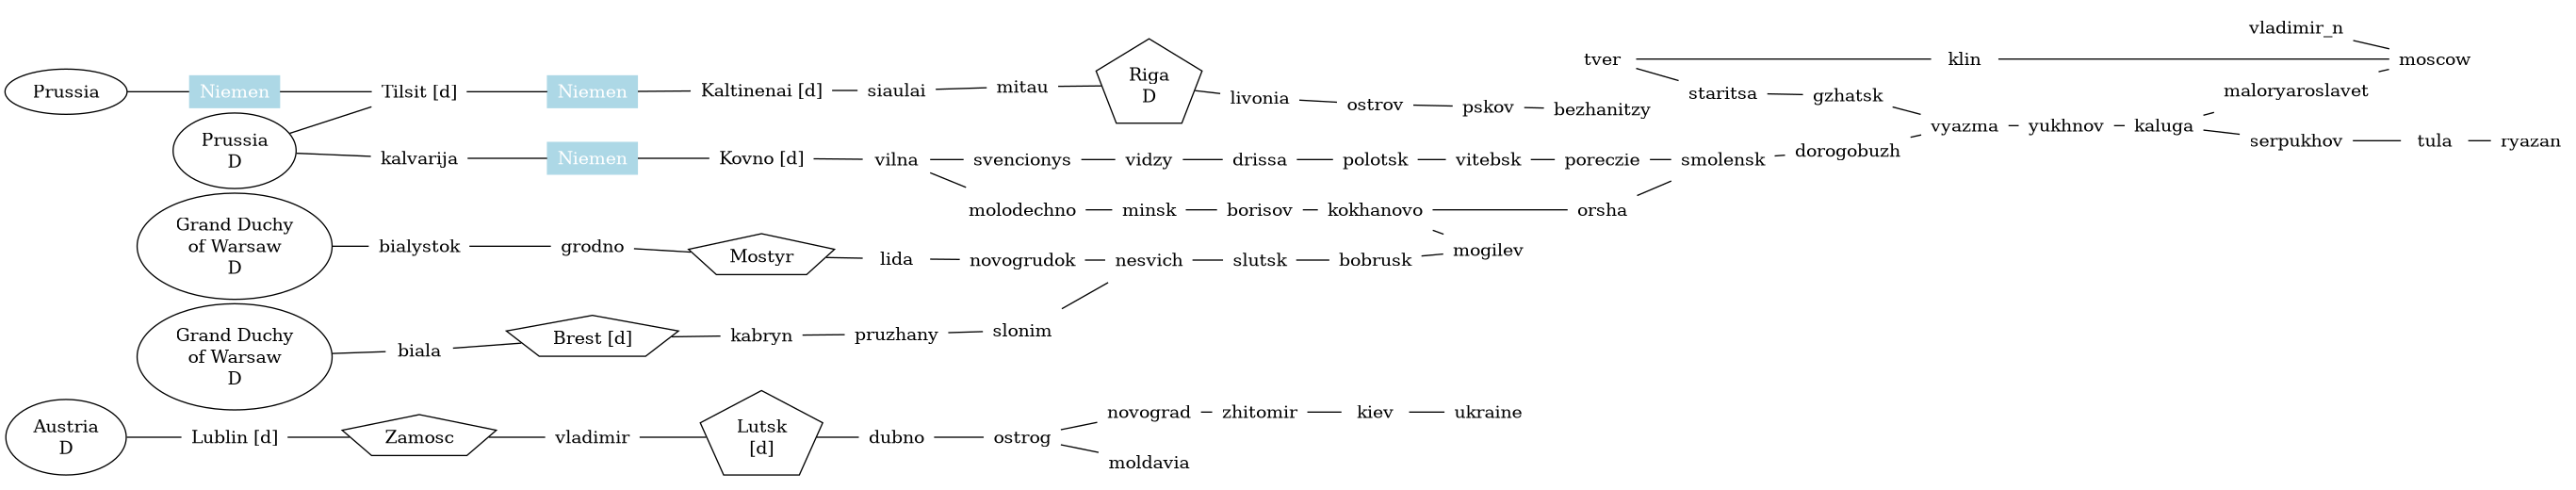 vladimir_n
tver
klin
moscow
Prussia
Niemen
Tilsit [d]
Niemen
Kaltinenai [d]
siaulai
mitau
Riga
D
livonia
ostrov
pskov
bezhanitzy
staritsa
gzhatsk
maloryaroslavet
Prussia
D
kalvarija
Niemen
Kovno [d]
vilna
svencionys
vidzy
drissa
polotsk
vitebsk
poreczie
smolensk
dorogobuzh
vyazma
yukhnov
kaluga
serpukhov
tula
ryazan
molodechno
minsk
borisov
kokhanovo
orsha
Grand Duchy
of Warsaw
D
bialystok
grodno
Mostyr
lida
novogrudok
nesvich
slutsk
bobrusk
mogilev
Grand Duchy
of Warsaw
D
biala
Brest [d]
kabryn
pruzhany
slonim
Austria
D
Lublin [d]
Zamosc
vladimir
Lutsk
[d]
dubno
ostrog
novograd
zhitomir
kiev
ukraine
moldavia